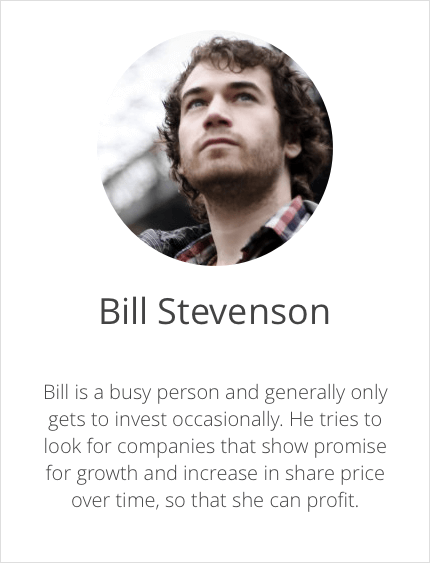 Bill Stevenson
Bill is a busy person and generally only
gets to invest occasionally. He tries to
look for companies that show promise
for growth and increase in share price
over time, so that she can profit.